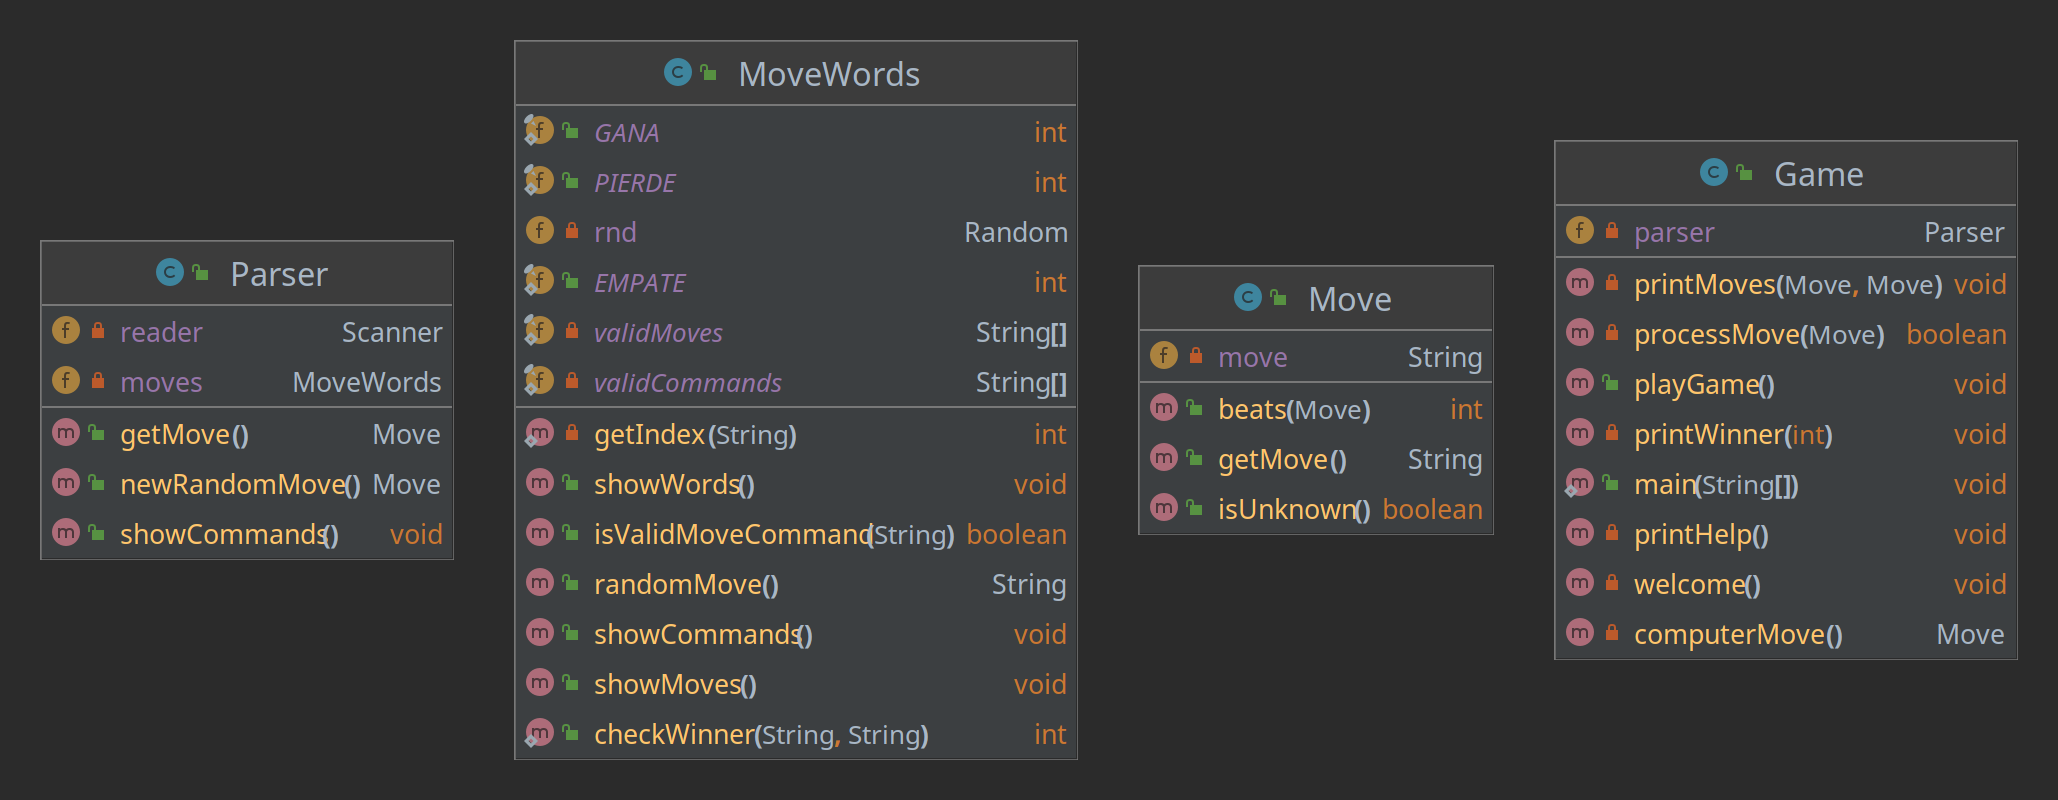 Parser
reader Scanner
moves MoveWords
getMove() Move
newRandomMove() Move
showCommands() void
MoveWords
GANA int
PIERDE int
rnd Random
EMPATE int
validMoves String[]
validCommands String[]
getIndex(String) int
showWords() void
isValidMoveCommand(String) boolean
randomMove() String
showCommands() void
showMoves() void
checkWinner(String, String) int
Move
move String
beats(Move) int
getMove() String
isUnknown() boolean
Game
parser Parser
printMoves(Move, Move) void
processMove(Move) boolean
playGame() void
printWinner(int) void
main(String[]) void
printHelp() void
welcome() void
computerMove() Move